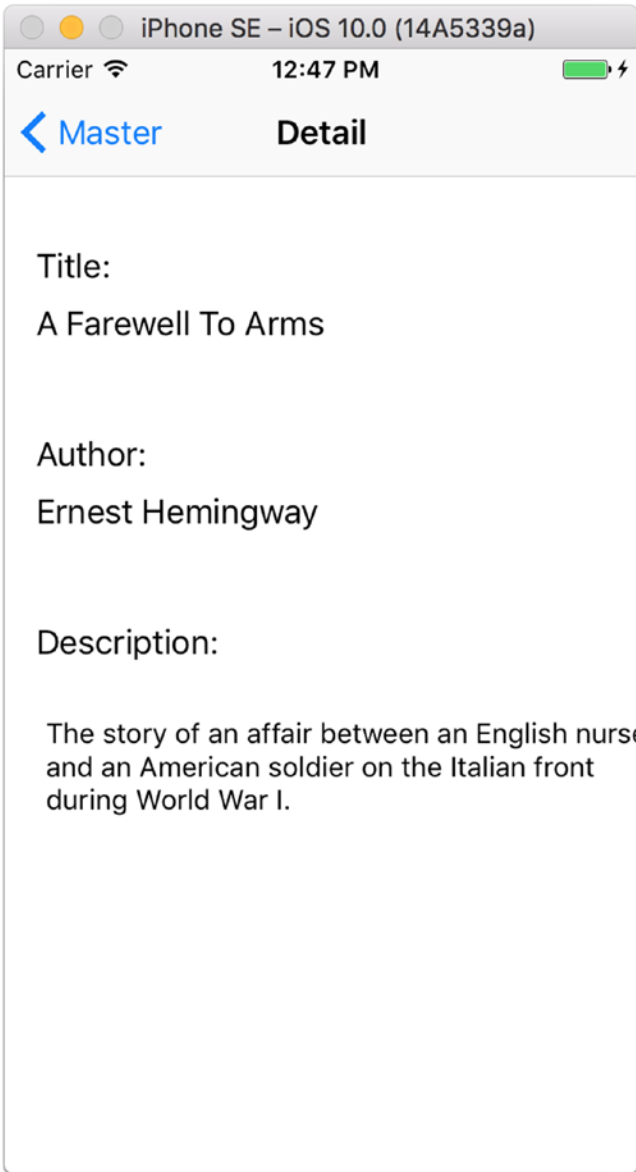 iPhone SE – iOS 10.0 (14A5339a)
Carrier 12:47 PM
Master Detail
Title:
A Farewell To Arms
Author:
Ernest Hemingway
Description:
The story of an affair between an English nurse
and an American soldier on the Italian front
during World War I.